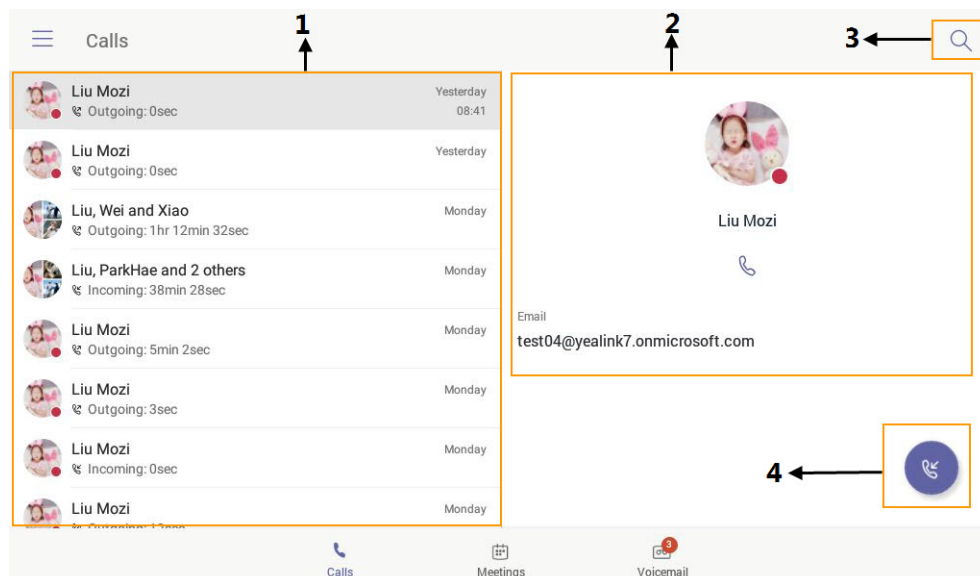 Calls
1
2
3
Liu Mozi
Yesterday
Outgoing: 0sec
08:41
Liu Mozi
Yesterday
Outgoing: 0sec
Liu, Wei and Xiao
Monday
Outgoing: 1hr 12min 32sec
Liu, ParkHae and 2 others
Monday
Incoming: 38min 28sec
Liu Mozi
Monday
Outgoing: 5min 2sec
Liu Mozi
Monday
Outgoing: 3sec
Liu Mozi
Monday
Incoming: 0sec
Liu Mozi
Monday
Outgoing: 12sec
Liu Mozi
Email
test04@yealink7.onmicrosoft.com
4
Calls
Meetings
3
Voicemail